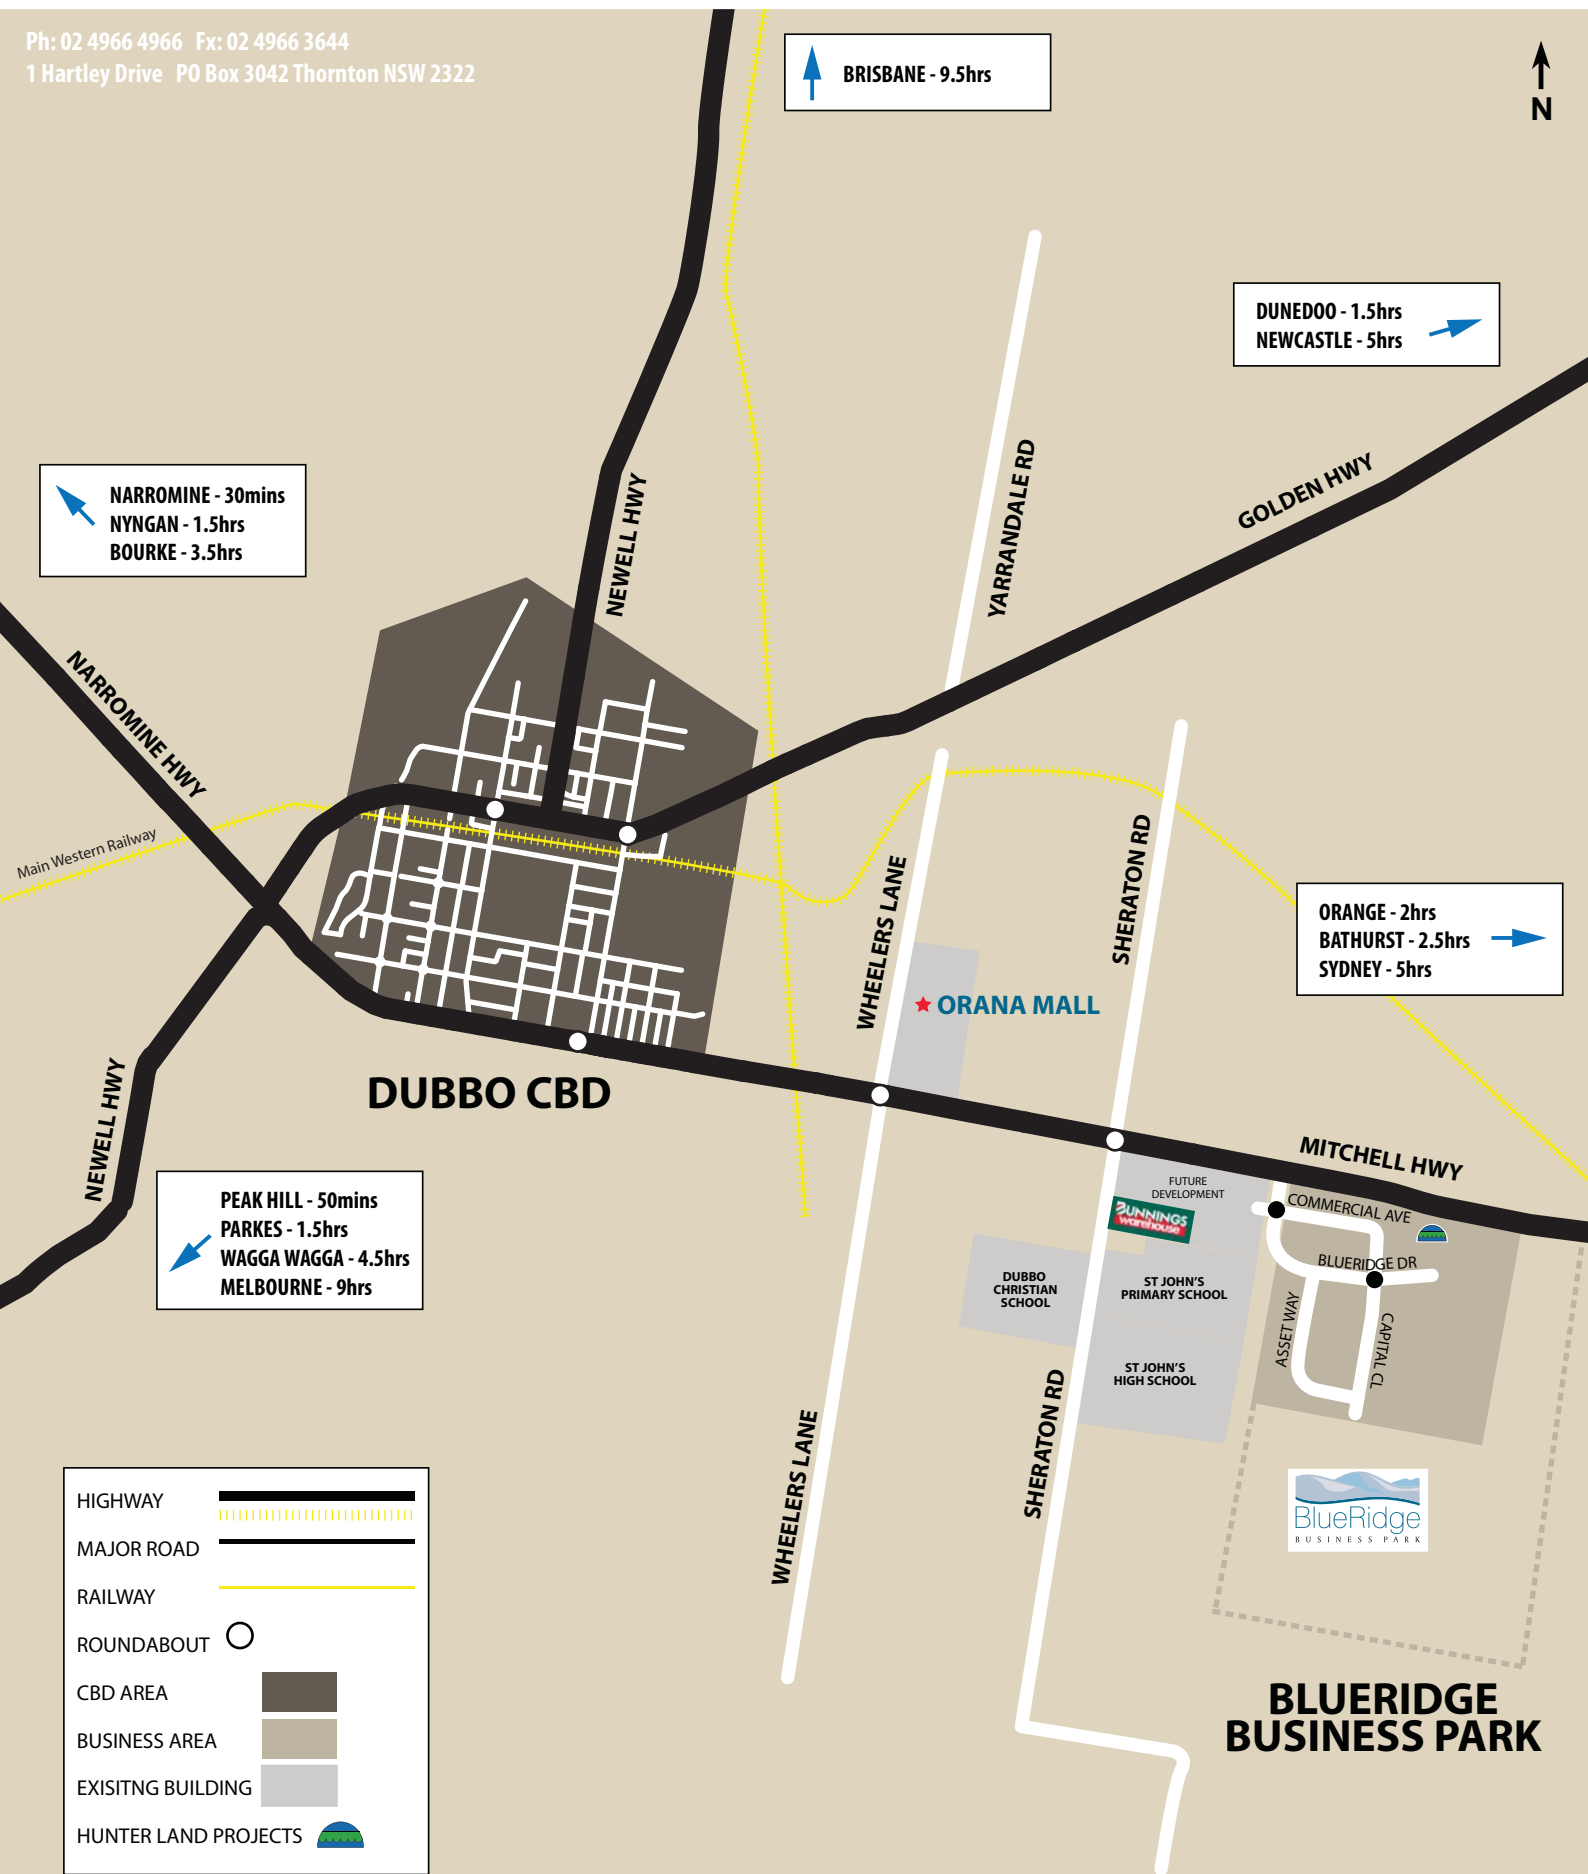 Ph: 02 4966 4966 Fx: 02 4966 3644
1 Hartley Drive PO Box 3042 Thornton NSW 2322
BRISBANE - 9.5hrs
N
DUNEDOO - 1.5hrs
NEWCASTLE - 5hrs
NARROMINE - 30mins
NYNGAN - 1.5hrs
BOURKE - 3.5hrs
NEWELL HWY
YARRANDALE RD
GOLDEN HWY
NARROMINE HWY
Main Western Railway
WHEELERS LANE
SHERATON RD
ORANGE - 2hrs
BATHURST - 2.5hrs
SYDNEY - 5hrs
ORANA MALL
DUBBO CBD
NEWELL HWY
MITCHELL HWY
PEAK HILL - 50mins
PARKES - 1.5hrs
WAGGA WAGGA - 4.5hrs
MELBOURNE - 9hrs
FUTURE
DEVELOPMENT
BUNNINGS
warehouse
COMMERCIAL AVE
BLUERIDGE DR
DUBBO
CHRISTIAN
SCHOOL
ST JOHN'S
PRIMARY SCHOOL
ASSET WAY
CAPITAL CL
ST JOHN'S
HIGH SCHOOL
WHEELERS LANE
SHERATON RD
BlueRidge
BUSINESS PARK
BLUERIDGE
BUSINESS PARK
HIGHWAY
MAJOR ROAD
RAILWAY
ROUNDABOUT
CBD AREA
BUSINESS AREA
EXISITNG BUILDING
HUNTER LAND PROJECTS